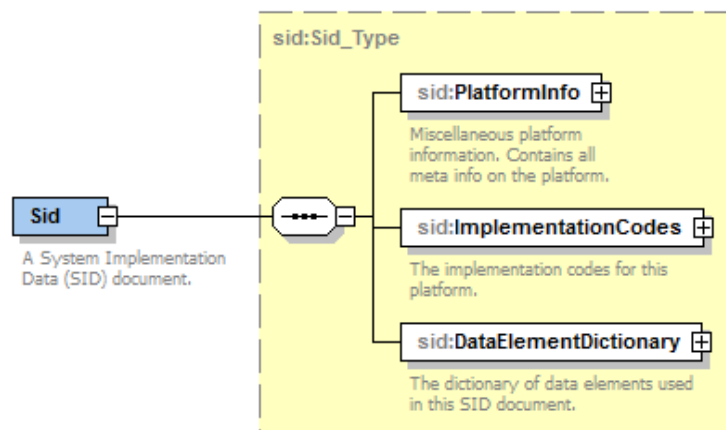 sid:Sid_Type
sid:PlatformInfo
Miscellaneous platform
information. Contains all
meta info on the platform.
Sid
A System Implementation
Data (SID) document.
sid:ImplementationCodes
The implementation codes for this
platform.
sid:DataElementDictionary
The dictionary of data elements used
in this SID document.